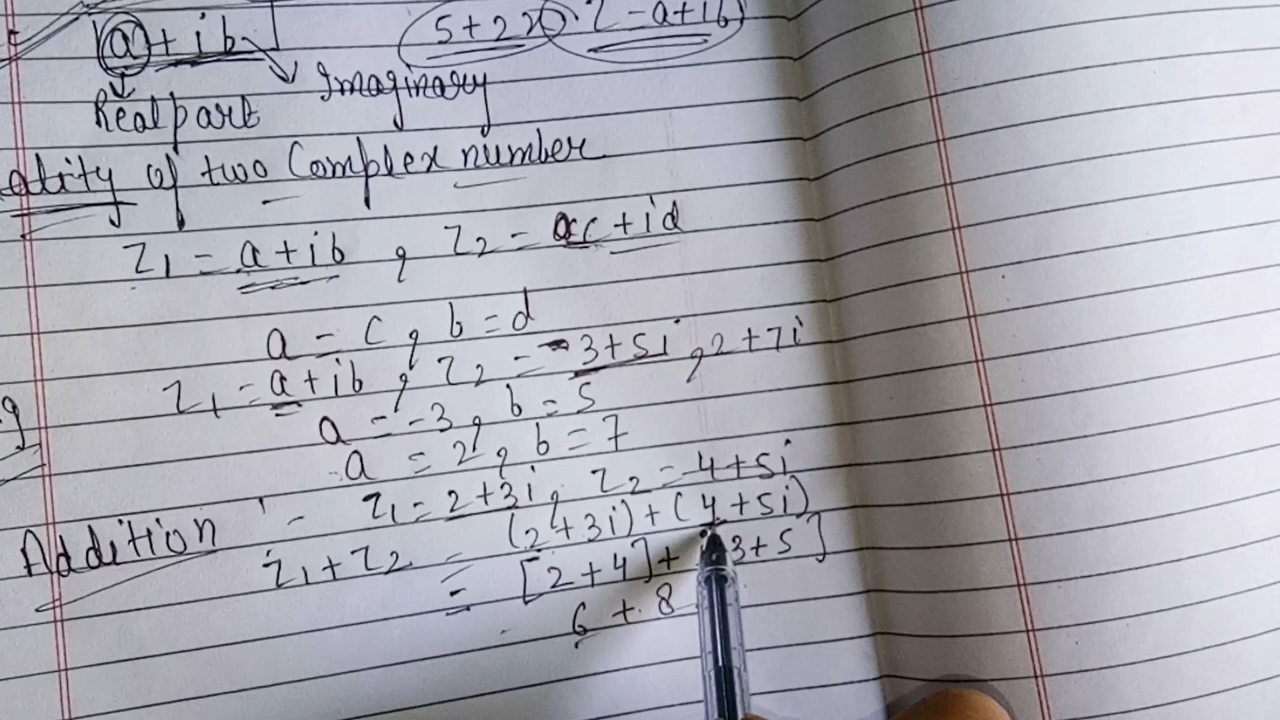 a + ib 5 + 22 Z = a+ib
Real part Imaginary
ality of two Complex number
Z1 = a+ib , Z2 = c+id
a = c , b = d
Z1 = a+ib , Z2 = -3+5i , 2+7i
a = -3 , b = 5
a = 2 , b = 7
Addition - Z1 = 2+3i , Z2 = 4+5i
Z1+Z2 = (2+3i)+(4+5i)
= [2+4]+ 3+5]
6 + 8